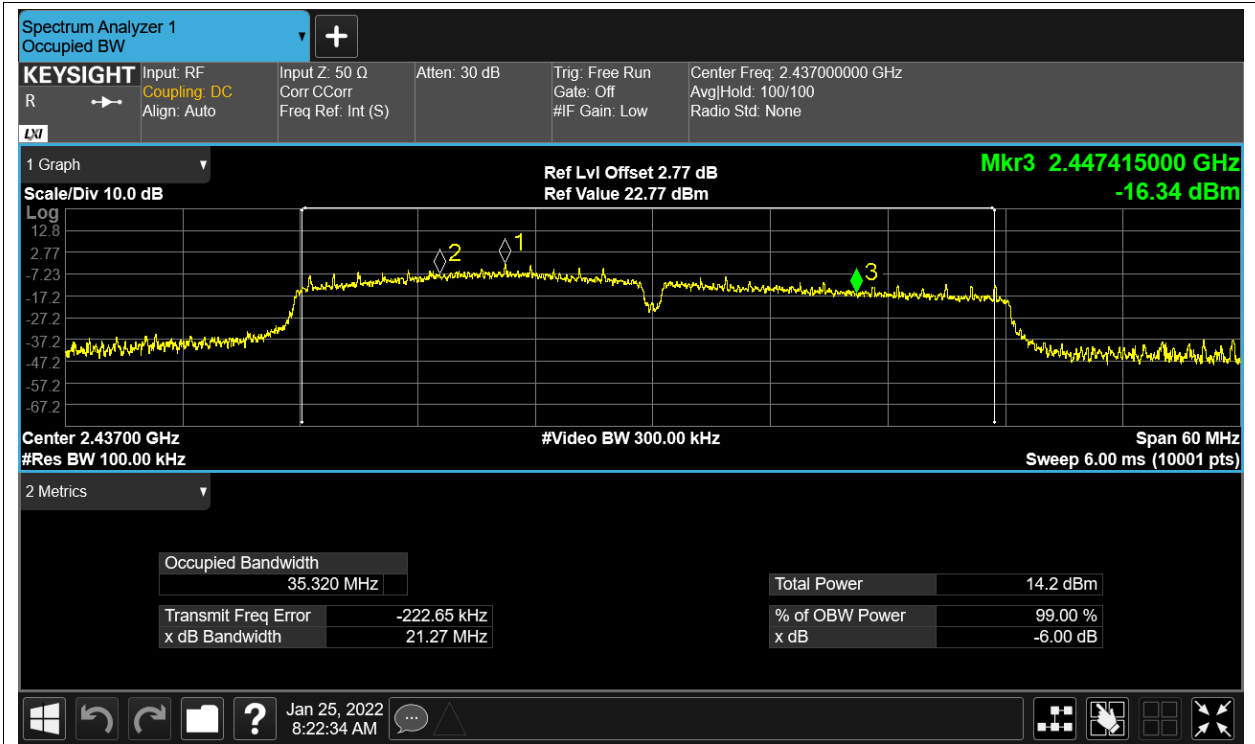 Spectrum Analyzer 1
Occupied BW
+
KEYSIGHT Input: RF Input Z: 50 Ω Atten: 30 dB Trig: Free Run Center Freq: 2.437000000 GHz
R Coupling: DC Corr CCorr Gate: Off Avg|Hold: 100/100
Align: Auto Freq Ref: Int (S) #IF Gain: Low Radio Std: None
LXI
1 Graph
Ref Lvl Offset 2.77 dB Mkr3 2.447415000 GHz
Scale/Div 10.0 dB Ref Value 22.77 dBm -16.34 dBm
Log
12.8
2.77
-7.23
-17.2
-27.2
-37.2
-47.2
-57.2
-67.2
2 1 3
Center 2.43700 GHz #Video BW 300.00 kHz Span 60 MHz
#Res BW 100.00 kHz Sweep 6.00 ms (10001 pts)
2 Metrics
Occupied Bandwidth
35.320 MHz Total Power 14.2 dBm
Transmit Freq Error -222.65 kHz % of OBW Power 99.00 %
x dB Bandwidth 21.27 MHz x dB -6.00 dB
? Jan 25, 2022
8:22:34 AM